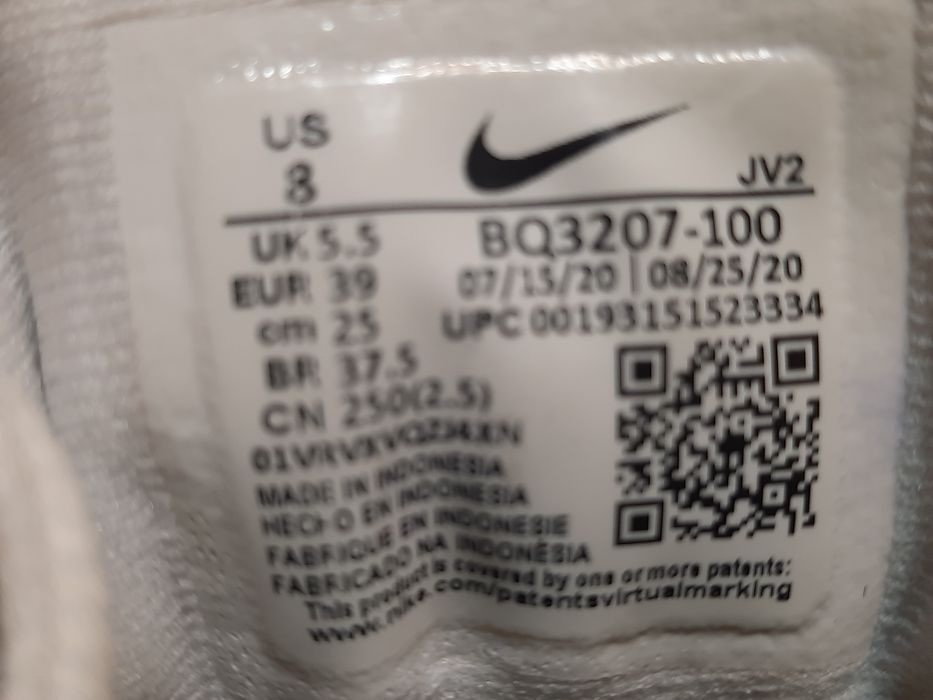 US
8
JV2
UK 5.5
EUR 39
cm 25
BR 37.5
CN 250(2.5)
BQ3207-100
07/15/20 | 08/25/20
UPC 00193151523334
MADE IN INDONESIA
HECHO EN INDONESIA
FABRIQUE EN INDONESIE
FABRICADO NA INDONÉSIA
This product is covered by one or more patents:
www.nike.com/patentsvirtualmarking